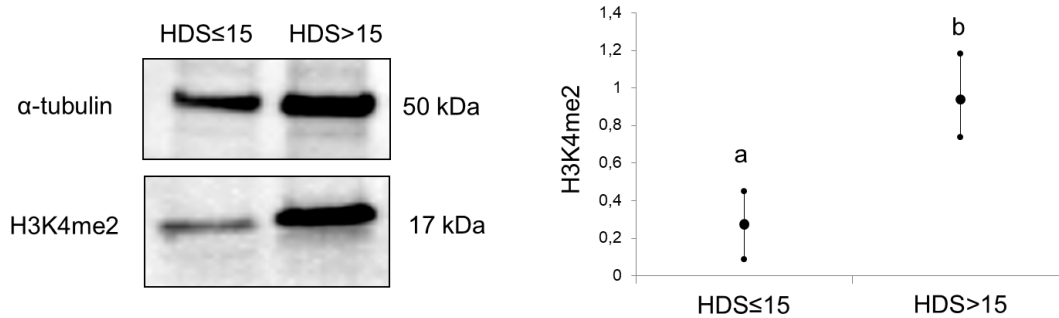 HDS≤15 HDS>15
α-tubulin 50 kDa
H3K4me2 17 kDa
H3K4me2
1,4
1,2
1
0,8
0,6
0,4
0,2
0
a
b
HDS≤15 HDS>15